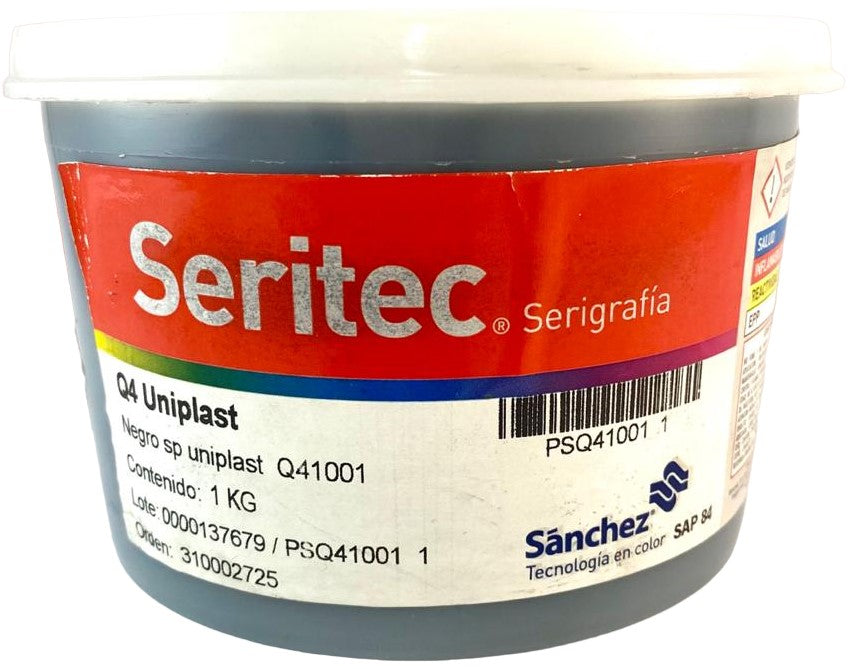 Seritec® Serigrafía
Q4 Uniplast
Negro sp uniplast Q41001
Contenido: 1 KG
Lote: 0000137679 / PSQ41001 1
Orden: 310002725
PSQ41001 1
Sánchez
Tecnología en color SAP 84
SALUD
EPP